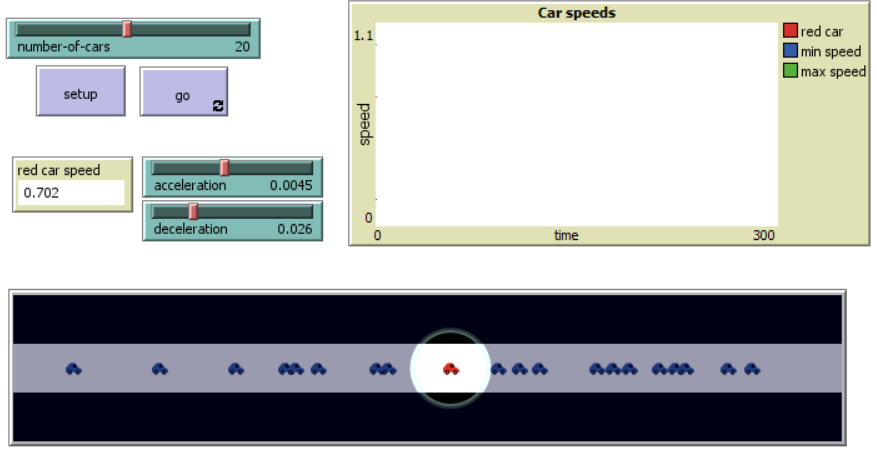 number-of-cars 20
setup
go
red car speed
0.702
acceleration 0.0045
deceleration 0.026
Car speeds
1.1
speed
0
0 time 300
red car
min speed
max speed